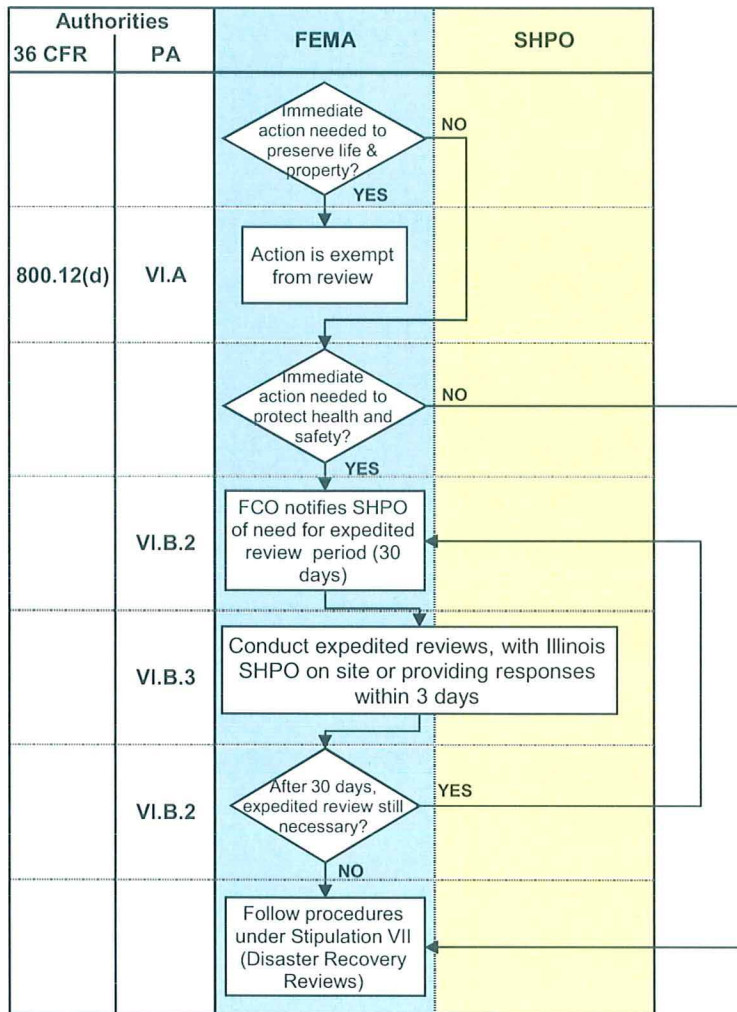 Authorities
36 CFR
PA
FEMA
SHPO
Immediate
action needed to
preserve life &
property?
NO
YES
800.12(d)
VI.A
Action is exempt
from review
Immediate
action needed to
protect health and
safety?
NO
YES
VI.B.2
FCO notifies SHPO
of need for expedited
review period (30
days)
VI.B.3
Conduct expedited reviews, with Illinois
SHPO on site or providing responses
within 3 days
VI.B.2
After 30 days,
expedited review still
necessary?
YES
NO
Follow procedures
under Stipulation VII
(Disaster Recovery
Reviews)